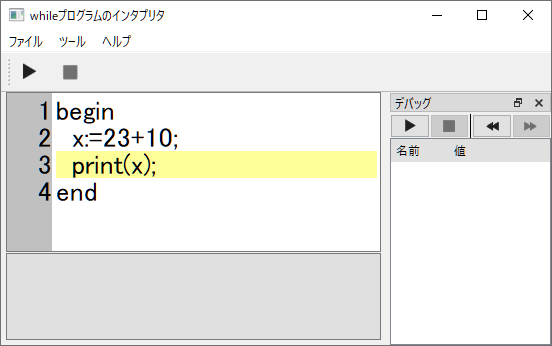 whileプログラムのインタプリタ
ファイル ツール ヘルプ
1 begin
2 x:=23+10;
3 print(x);
4 end
デバッグ
名前 値